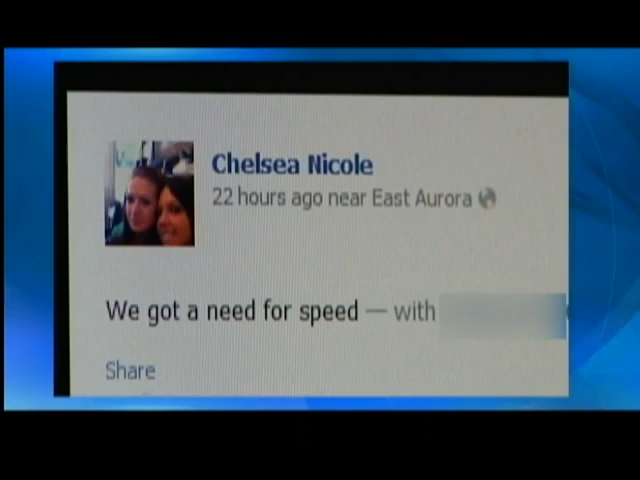 Chelsea Nicole
22 hours ago near East Aurora
We got a need for speed — with
Share